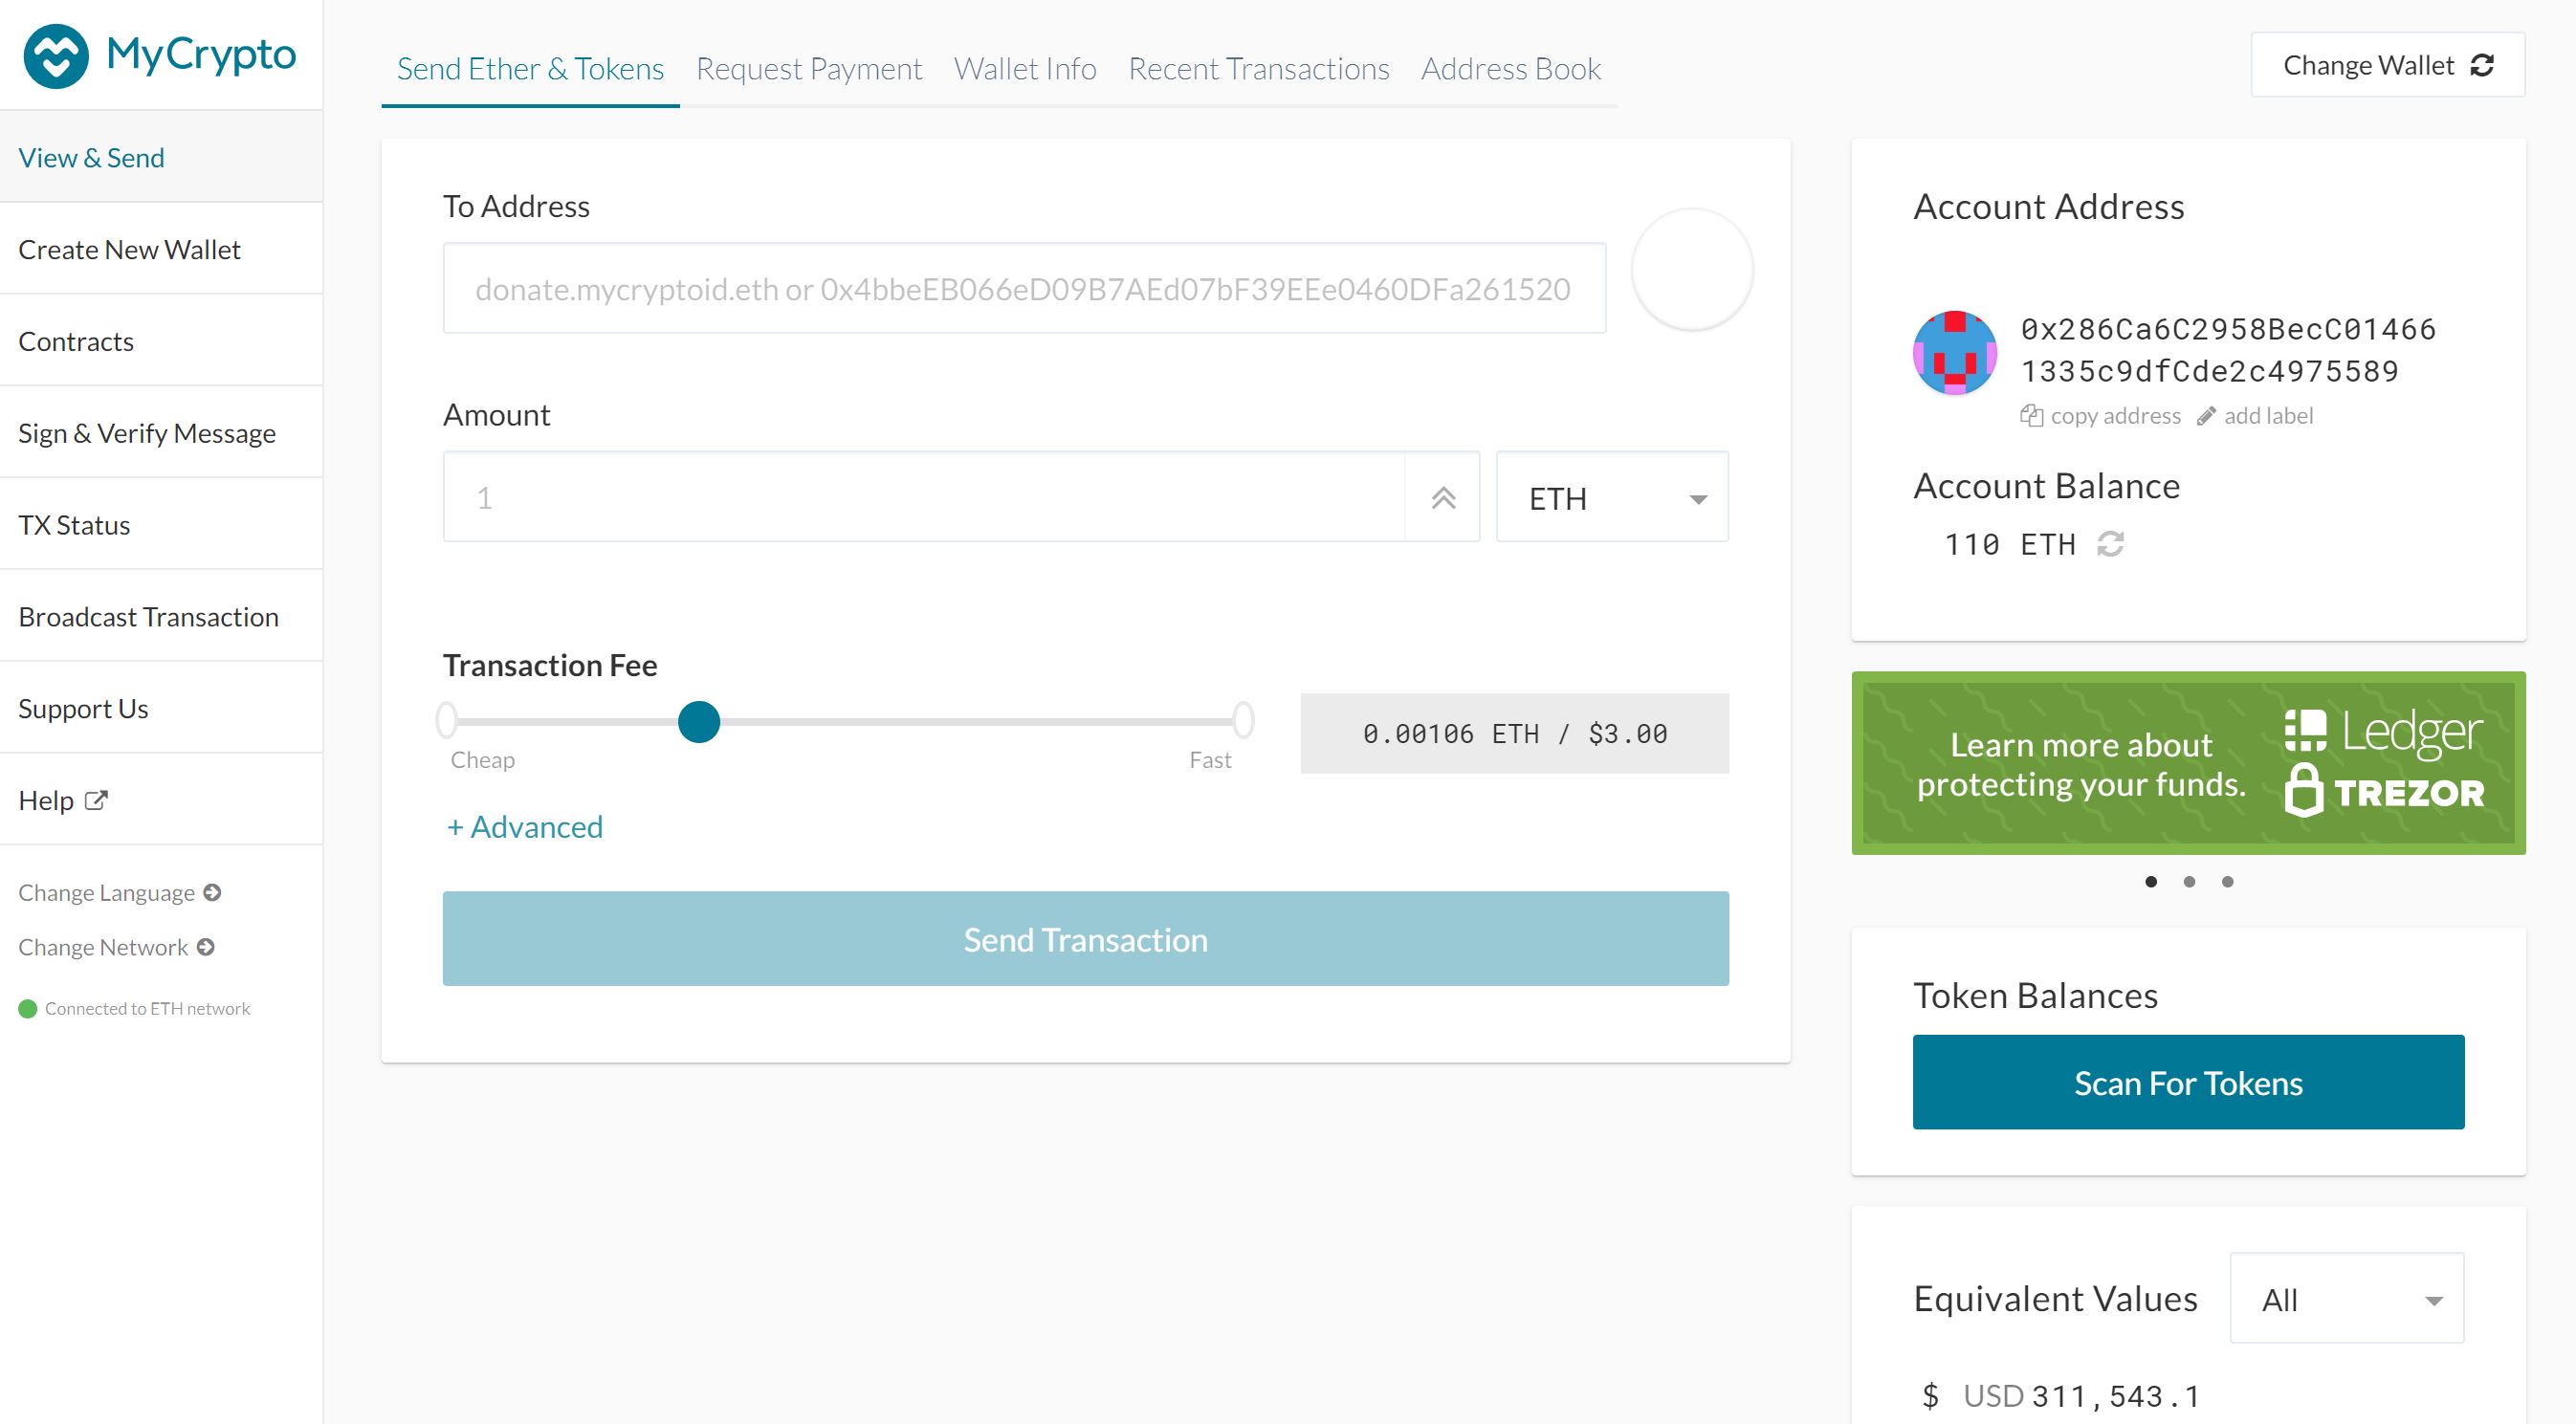 MyCrypto
View & Send
Create New Wallet
Contracts
Sign & Verify Message
TX Status
Broadcast Transaction
Support Us
Help
Change Language
Change Network
Connected to ETH network
Send Ether & Tokens
Request Payment
Wallet Info
Recent Transactions
Address Book
Change Wallet
To Address
donate.mycryptoid.eth or 0x4bbeEB066eD09B7AEd07bF39EEe0460DFa261520
Amount
1
ETH
Transaction Fee
Cheap
Fast
0.00106 ETH / $3.00
+ Advanced
Send Transaction
Account Address
0x286Ca6C2958BecC01466
1335c9dfCde2c4975589
copy address
add label
Account Balance
110 ETH
Learn more about
protecting your funds.
Ledger
TREZOR
Token Balances
Scan For Tokens
Equivalent Values
All
$ USD 311,543.1